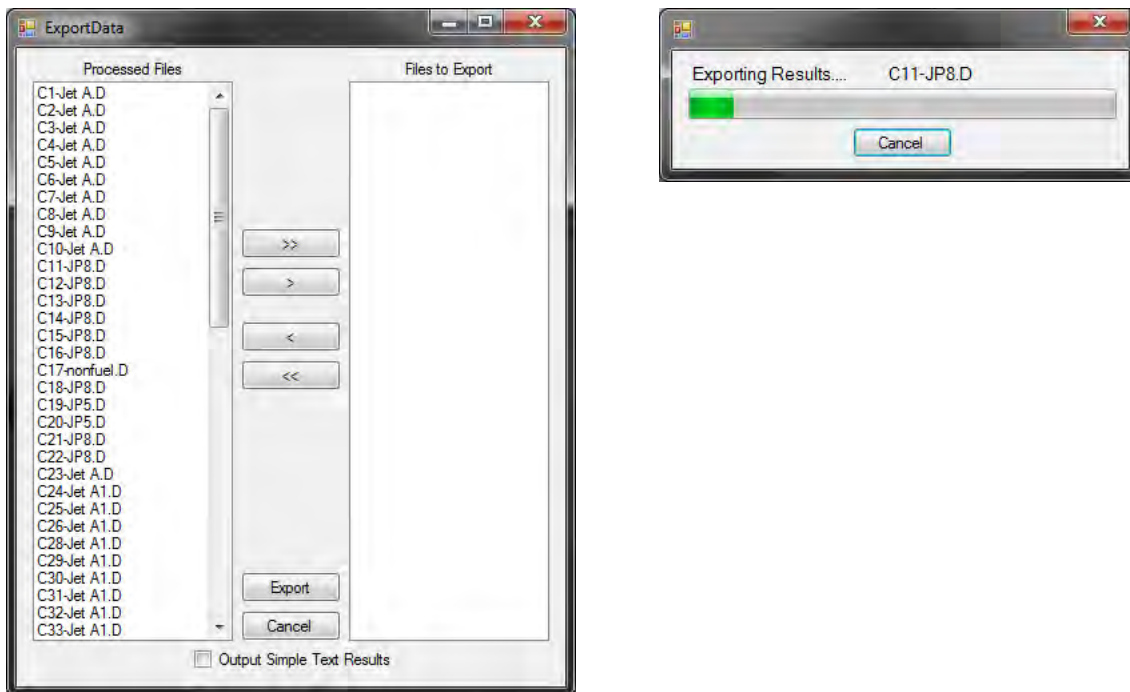 ExportData
Processed Files
Files to Export
C1-Jet A.D
C2-Jet A.D
C3-Jet A.D
C4-Jet A.D
C5-Jet A.D
C6-Jet A.D
C7-Jet A.D
C8-Jet A.D
C9-Jet A.D
C10-Jet A.D
C11-JP8.D
C12-JP8.D
C13-JP8.D
C14-JP8.D
C15-JP8.D
C16-JP8.D
C17-nonfuel.D
C18-JP8.D
C19-JP5.D
C20-JP5.D
C21-JP8.D
C22-JP8.D
C23-Jet A.D
C24-Jet A1.D
C25-Jet A1.D
C26-Jet A1.D
C28-Jet A1.D
C29-Jet A1.D
C30-Jet A1.D
C31-Jet A1.D
C32-Jet A1.D
C33-Jet A1.D
>>
>
<
<<
Export
Cancel
Output Simple Text Results
Exporting Results.... C11-JP8.D
Cancel